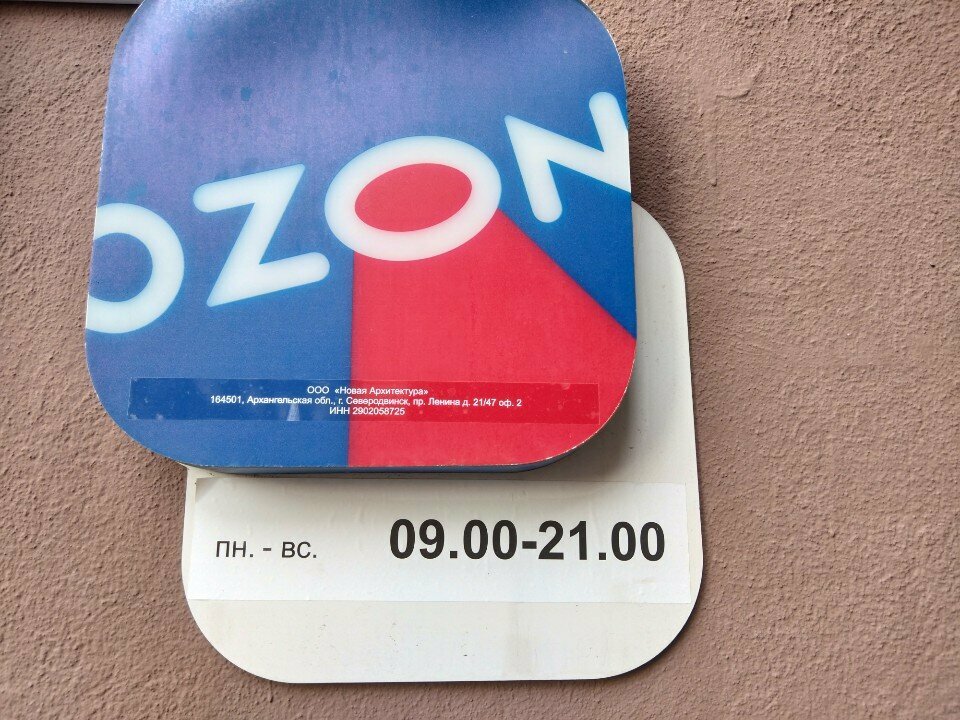 OZON
ООО «Новая Архитектура»
164501, Архангельская обл., г. Северодвинск, пр. Ленина д. 21/47 оф. 2
ИНН 2902058725
пн. - вс. 09.00-21.00